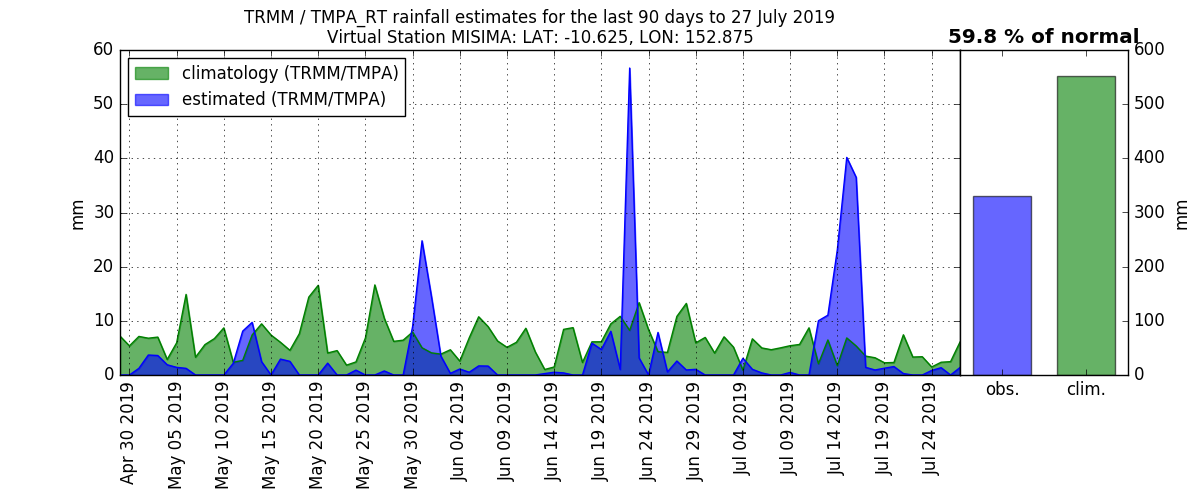 TRMM / TMPA_RT rainfall estimates for the last 90 days to 27 July 2019
Virtual Station MISIMA: LAT: -10.625, LON: 152.875
59.8 % of normal
climatology (TRMM/TMPA)
estimated (TRMM/TMPA)
60
50
40
30
20
10
0
mm
Apr 30 2019
May 05 2019
May 10 2019
May 15 2019
May 20 2019
May 25 2019
May 30 2019
Jun 04 2019
Jun 09 2019
Jun 14 2019
Jun 19 2019
Jun 24 2019
Jun 29 2019
Jul 04 2019
Jul 09 2019
Jul 14 2019
Jul 19 2019
Jul 24 2019
obs.
clim.
600
500
400
300
200
100
0
mm